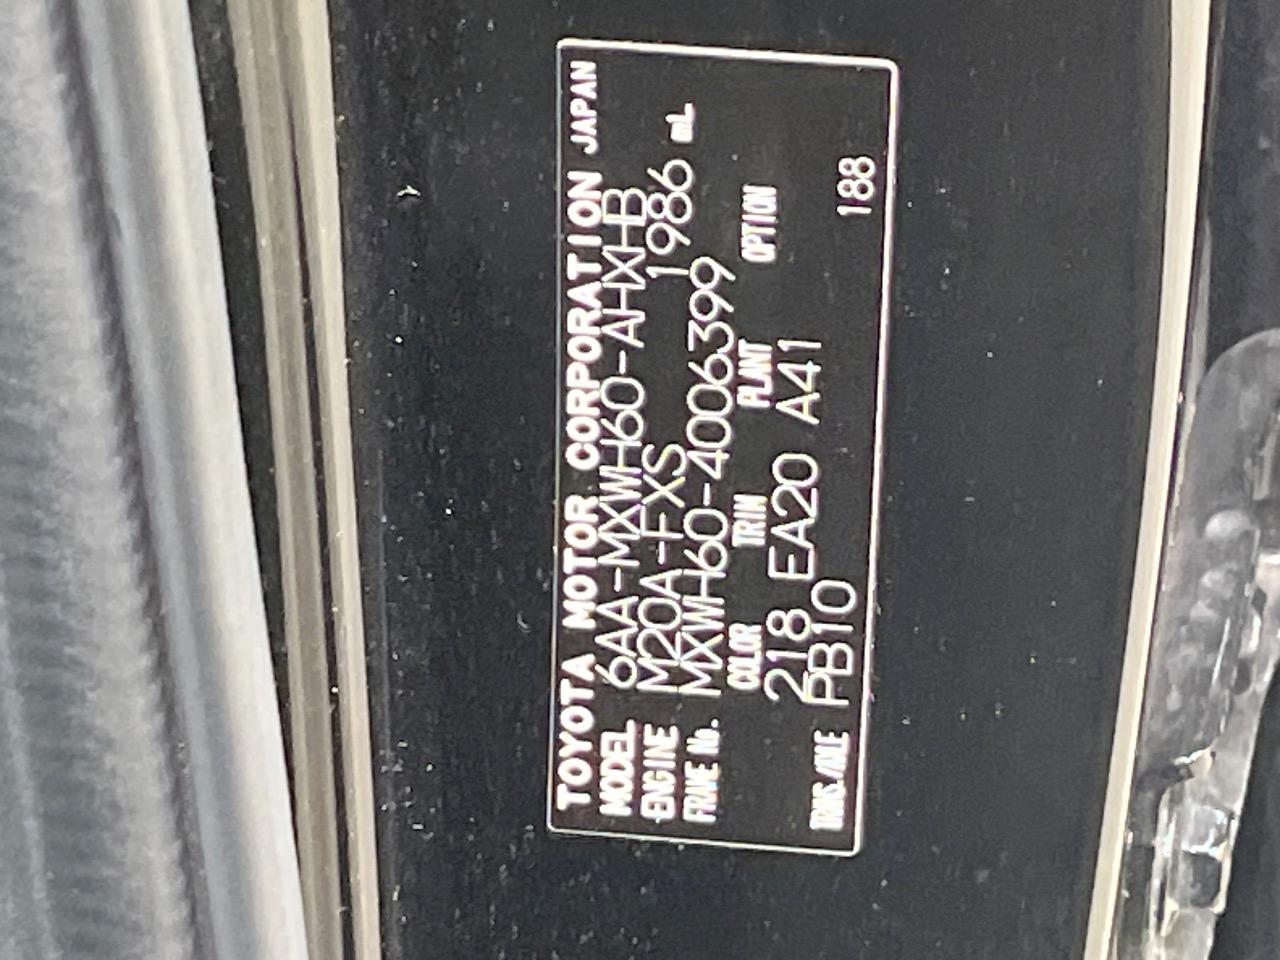 TOYOTA MOTOR CORPORATION JAPAN
MODEL 6AA-MXWH60-AHXHB
ENGINE M20A-FXS 1986 mL
FRAME No. MXWH60-4006399
COLOR TRIM PLANT OPTION
218 EA20 A41
TRANS./AXLE PB10 188